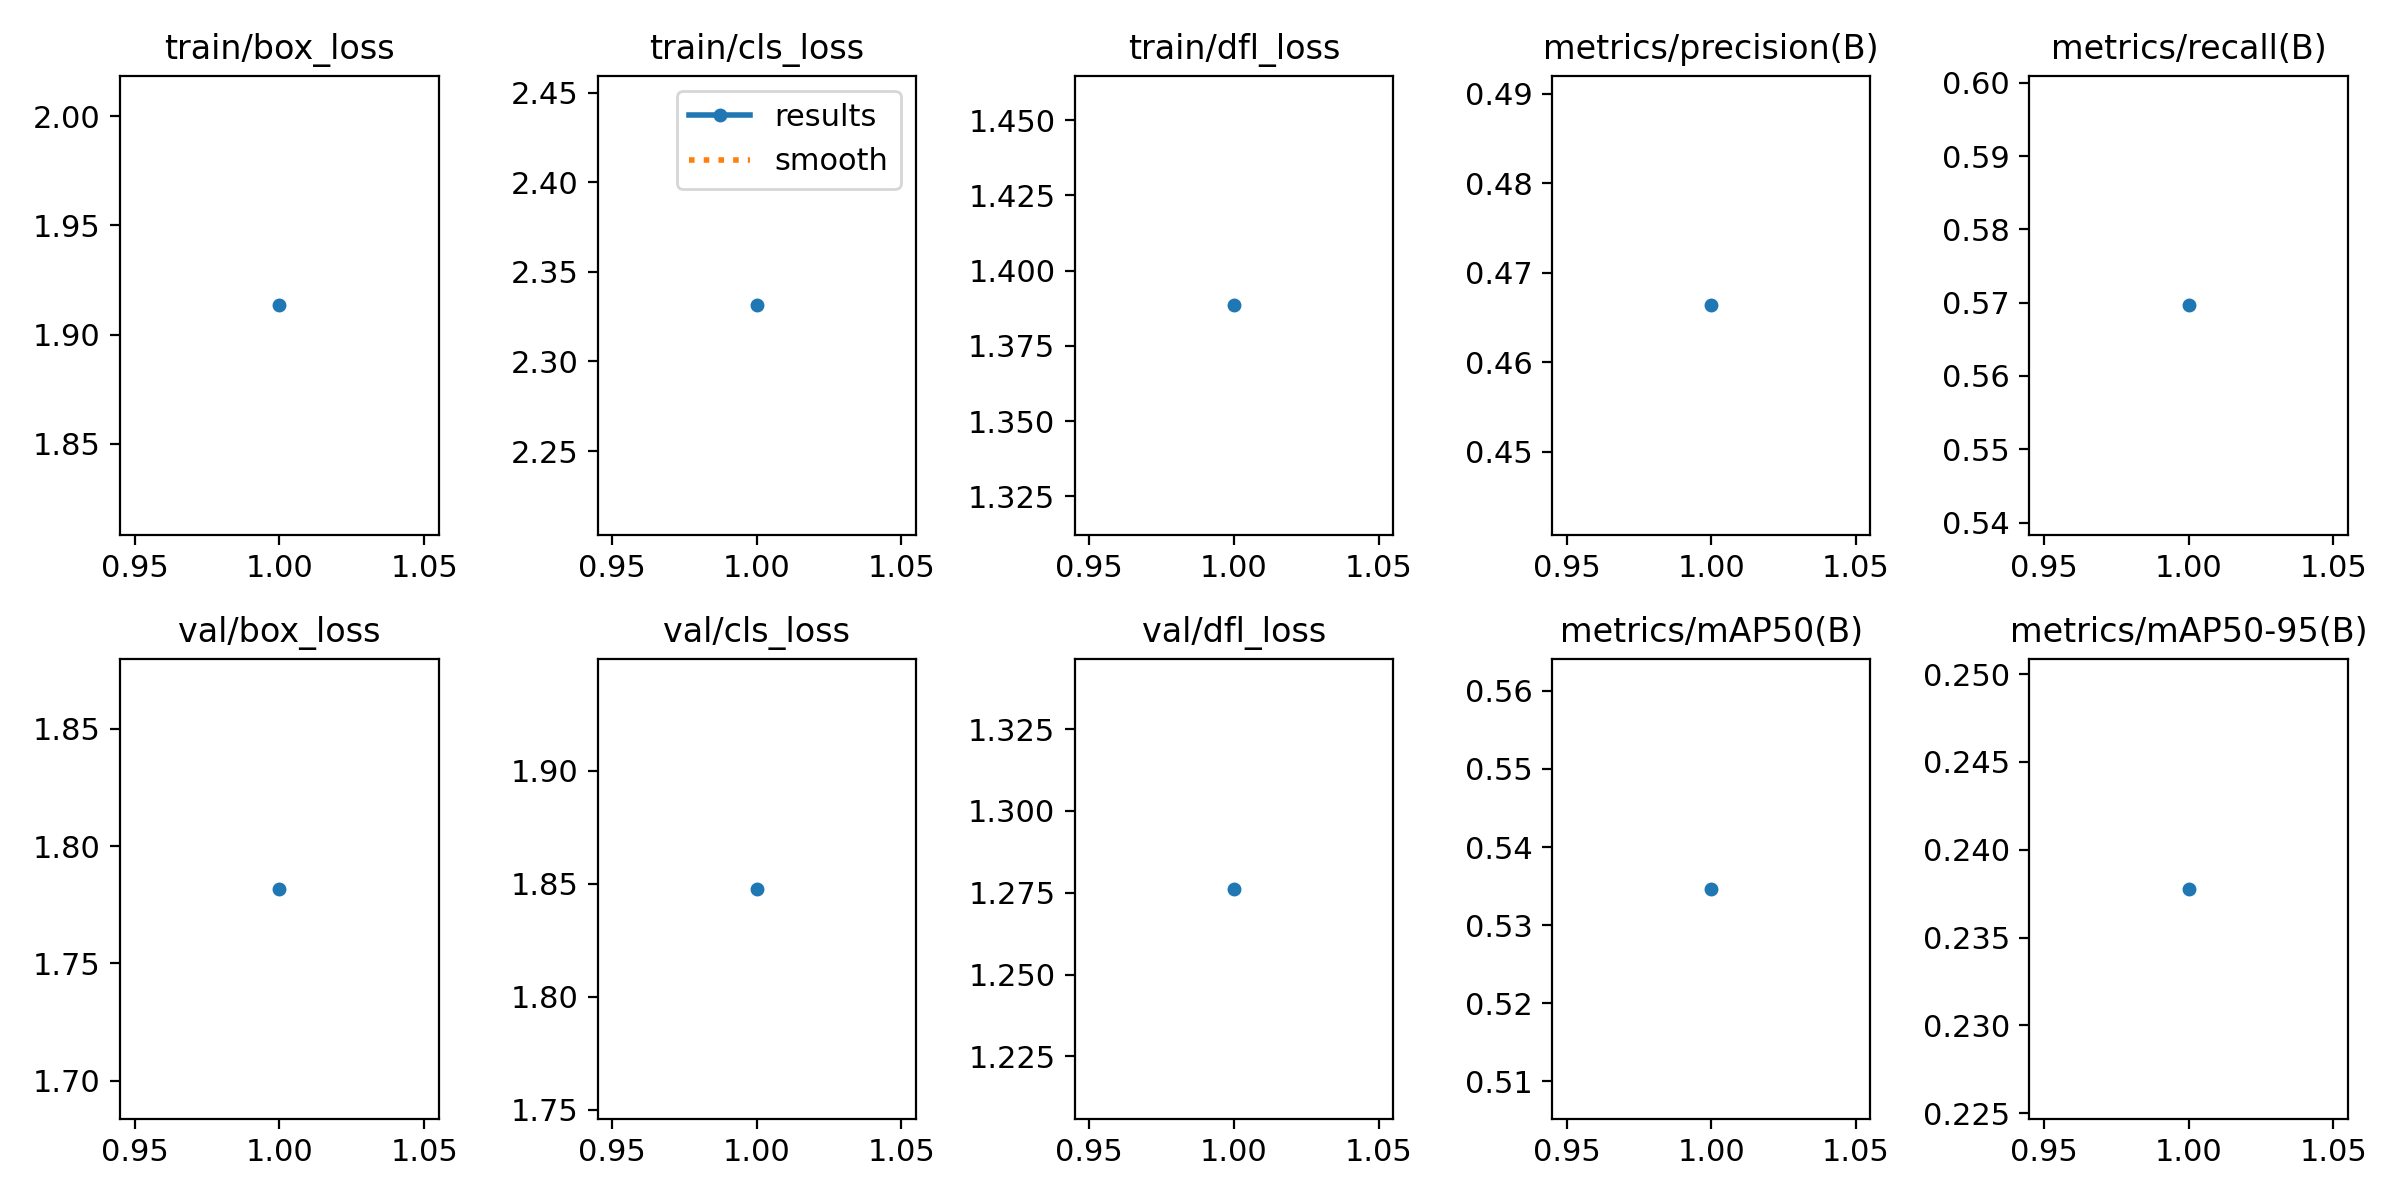 train/box_loss
2.00
1.95
1.90
1.85
0.95 1.00 1.05
train/cls_loss
results
smooth
2.45
2.40
2.35
2.30
2.25
0.95 1.00 1.05
train/dfl_loss
1.450
1.425
1.400
1.375
1.350
1.325
0.95 1.00 1.05
metrics/precision(B)
0.49
0.48
0.47
0.46
0.45
0.95 1.00 1.05
metrics/recall(B)
0.60
0.59
0.58
0.57
0.56
0.55
0.54
0.95 1.00 1.05
val/box_loss
1.85
1.80
1.75
1.70
0.95 1.00 1.05
val/cls_loss
1.90
1.85
1.80
1.75
0.95 1.00 1.05
val/dfl_loss
1.325
1.300
1.275
1.250
1.225
0.95 1.00 1.05
metrics/mAP50(B)
0.56
0.55
0.54
0.53
0.52
0.51
0.95 1.00 1.05
metrics/mAP50-95(B)
0.250
0.245
0.240
0.235
0.230
0.225
0.95 1.00 1.05